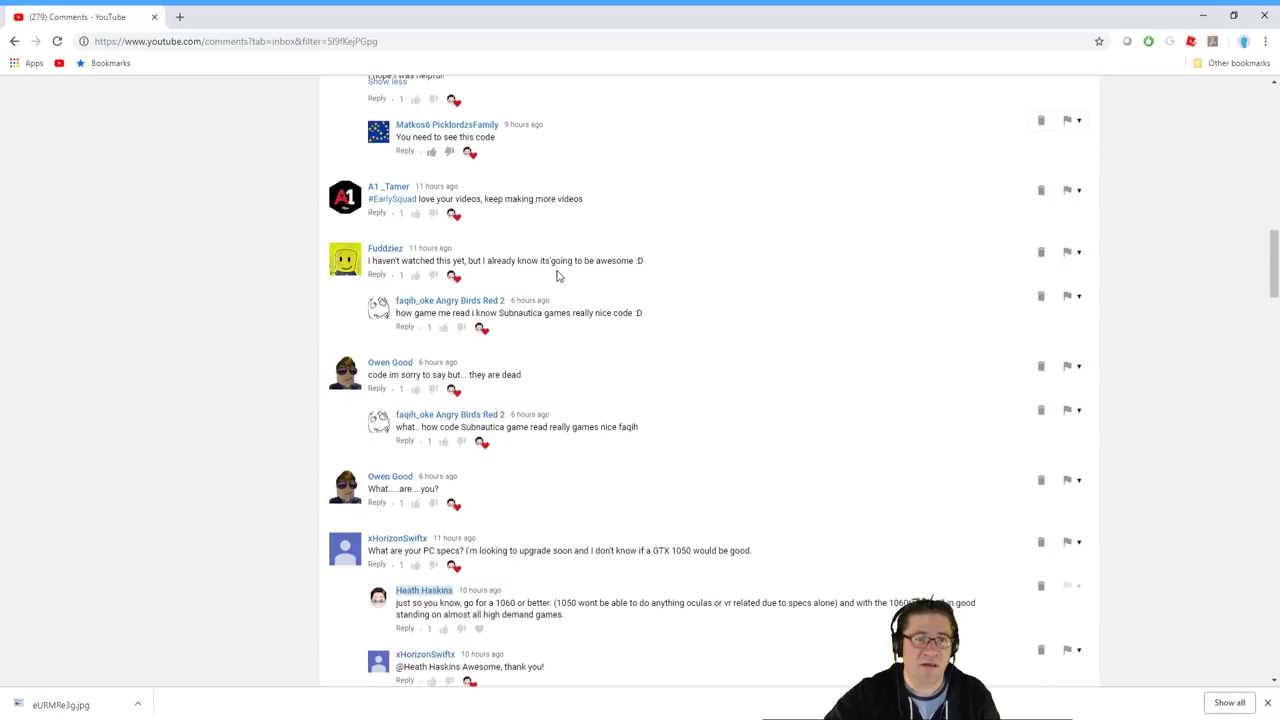 (279) Comments - YouTube
https://www.youtube.com/comments?tab=inbox&filter=5I9fKejPGpg
Apps
Bookmarks
Other bookmarks
I hope I was helpful!
Show less
Reply · 1
Matkos6 PicklordzsFamily 9 hours ago
You need to see this code
Reply ·
A1 _Tamer 11 hours ago
#EarlySquad love your videos, keep making more videos
Reply · 1
Fuddziez 11 hours ago
I haven't watched this yet, but I already know its going to be awesome :D
Reply · 1
faqih_oke Angry Birds Red 2 6 hours ago
how game me read i know Subnautica games really nice code :D
Reply · 1
Owen Good 6 hours ago
code im sorry to say but... they are dead
Reply · 1
faqih_oke Angry Birds Red 2 6 hours ago
what.. how code Subnautica game read really games nice faqih
Reply · 1
Owen Good 6 hours ago
What.....are....you?
Reply · 1
xHorizonSwiftx 11 hours ago
What are your PC specs? I'm looking to upgrade soon and I don't know if a GTX 1050 would be good.
Reply · 1
Heath Haskins 10 hours ago
just so you know, go for a 1060 or better. (1050 wont be able to do anything oculas or vr related due to specs alone) and with the 1060 in good
standing on almost all high demand games.
Reply · 1
xHorizonSwiftx 10 hours ago
@Heath Haskins Awesome, thank you!
Reply ·
eURMRe3g.jpg
Show all